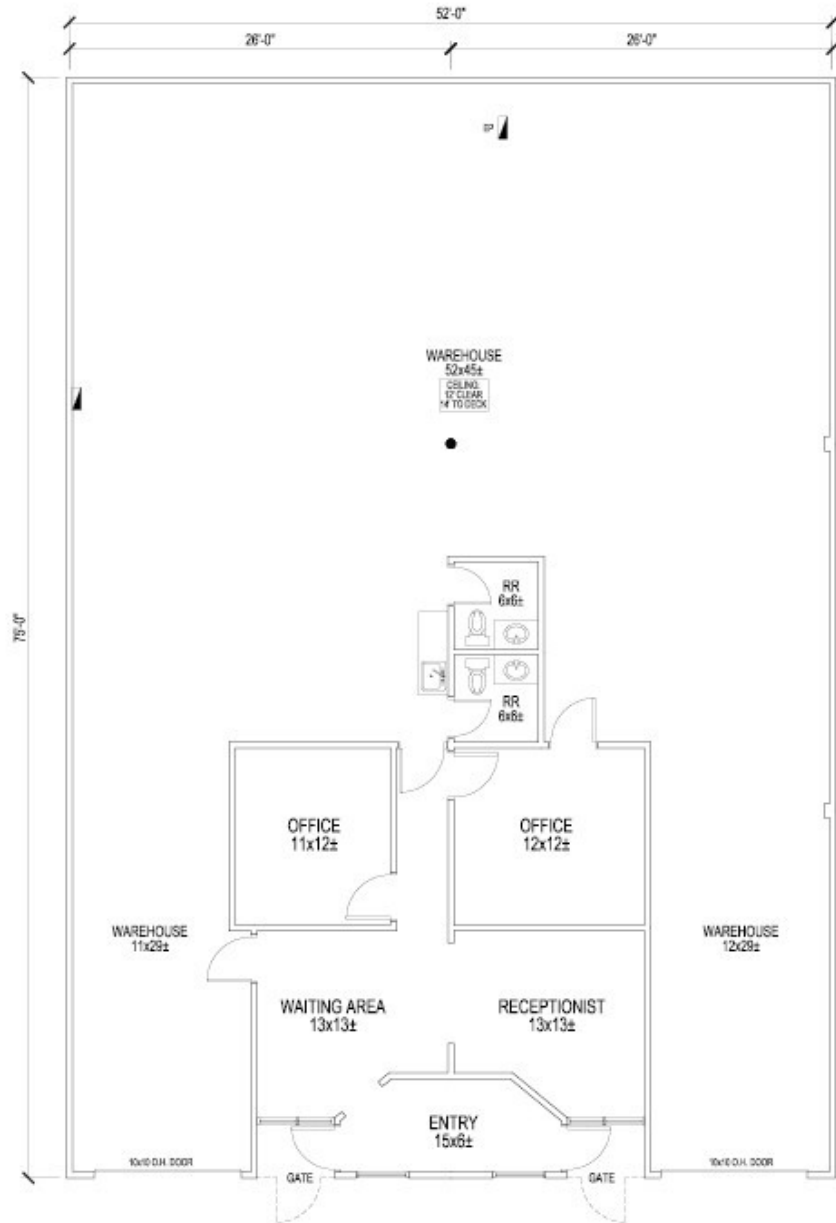 52'-0"
26'-0"
26'-0"
EP
WAREHOUSE
52x45±
CEILING:
12' CLEAR
14' TO DECK
75'-0"
RR
6x6±
RR
6x6±
OFFICE
11x12±
OFFICE
12x12±
WAREHOUSE
11x29±
WAREHOUSE
12x29±
WAITING AREA
13x13±
RECEPTIONIST
13x13±
ENTRY
15x6±
10x10 O.H. DOOR
GATE
GATE
10x10 O.H. DOOR